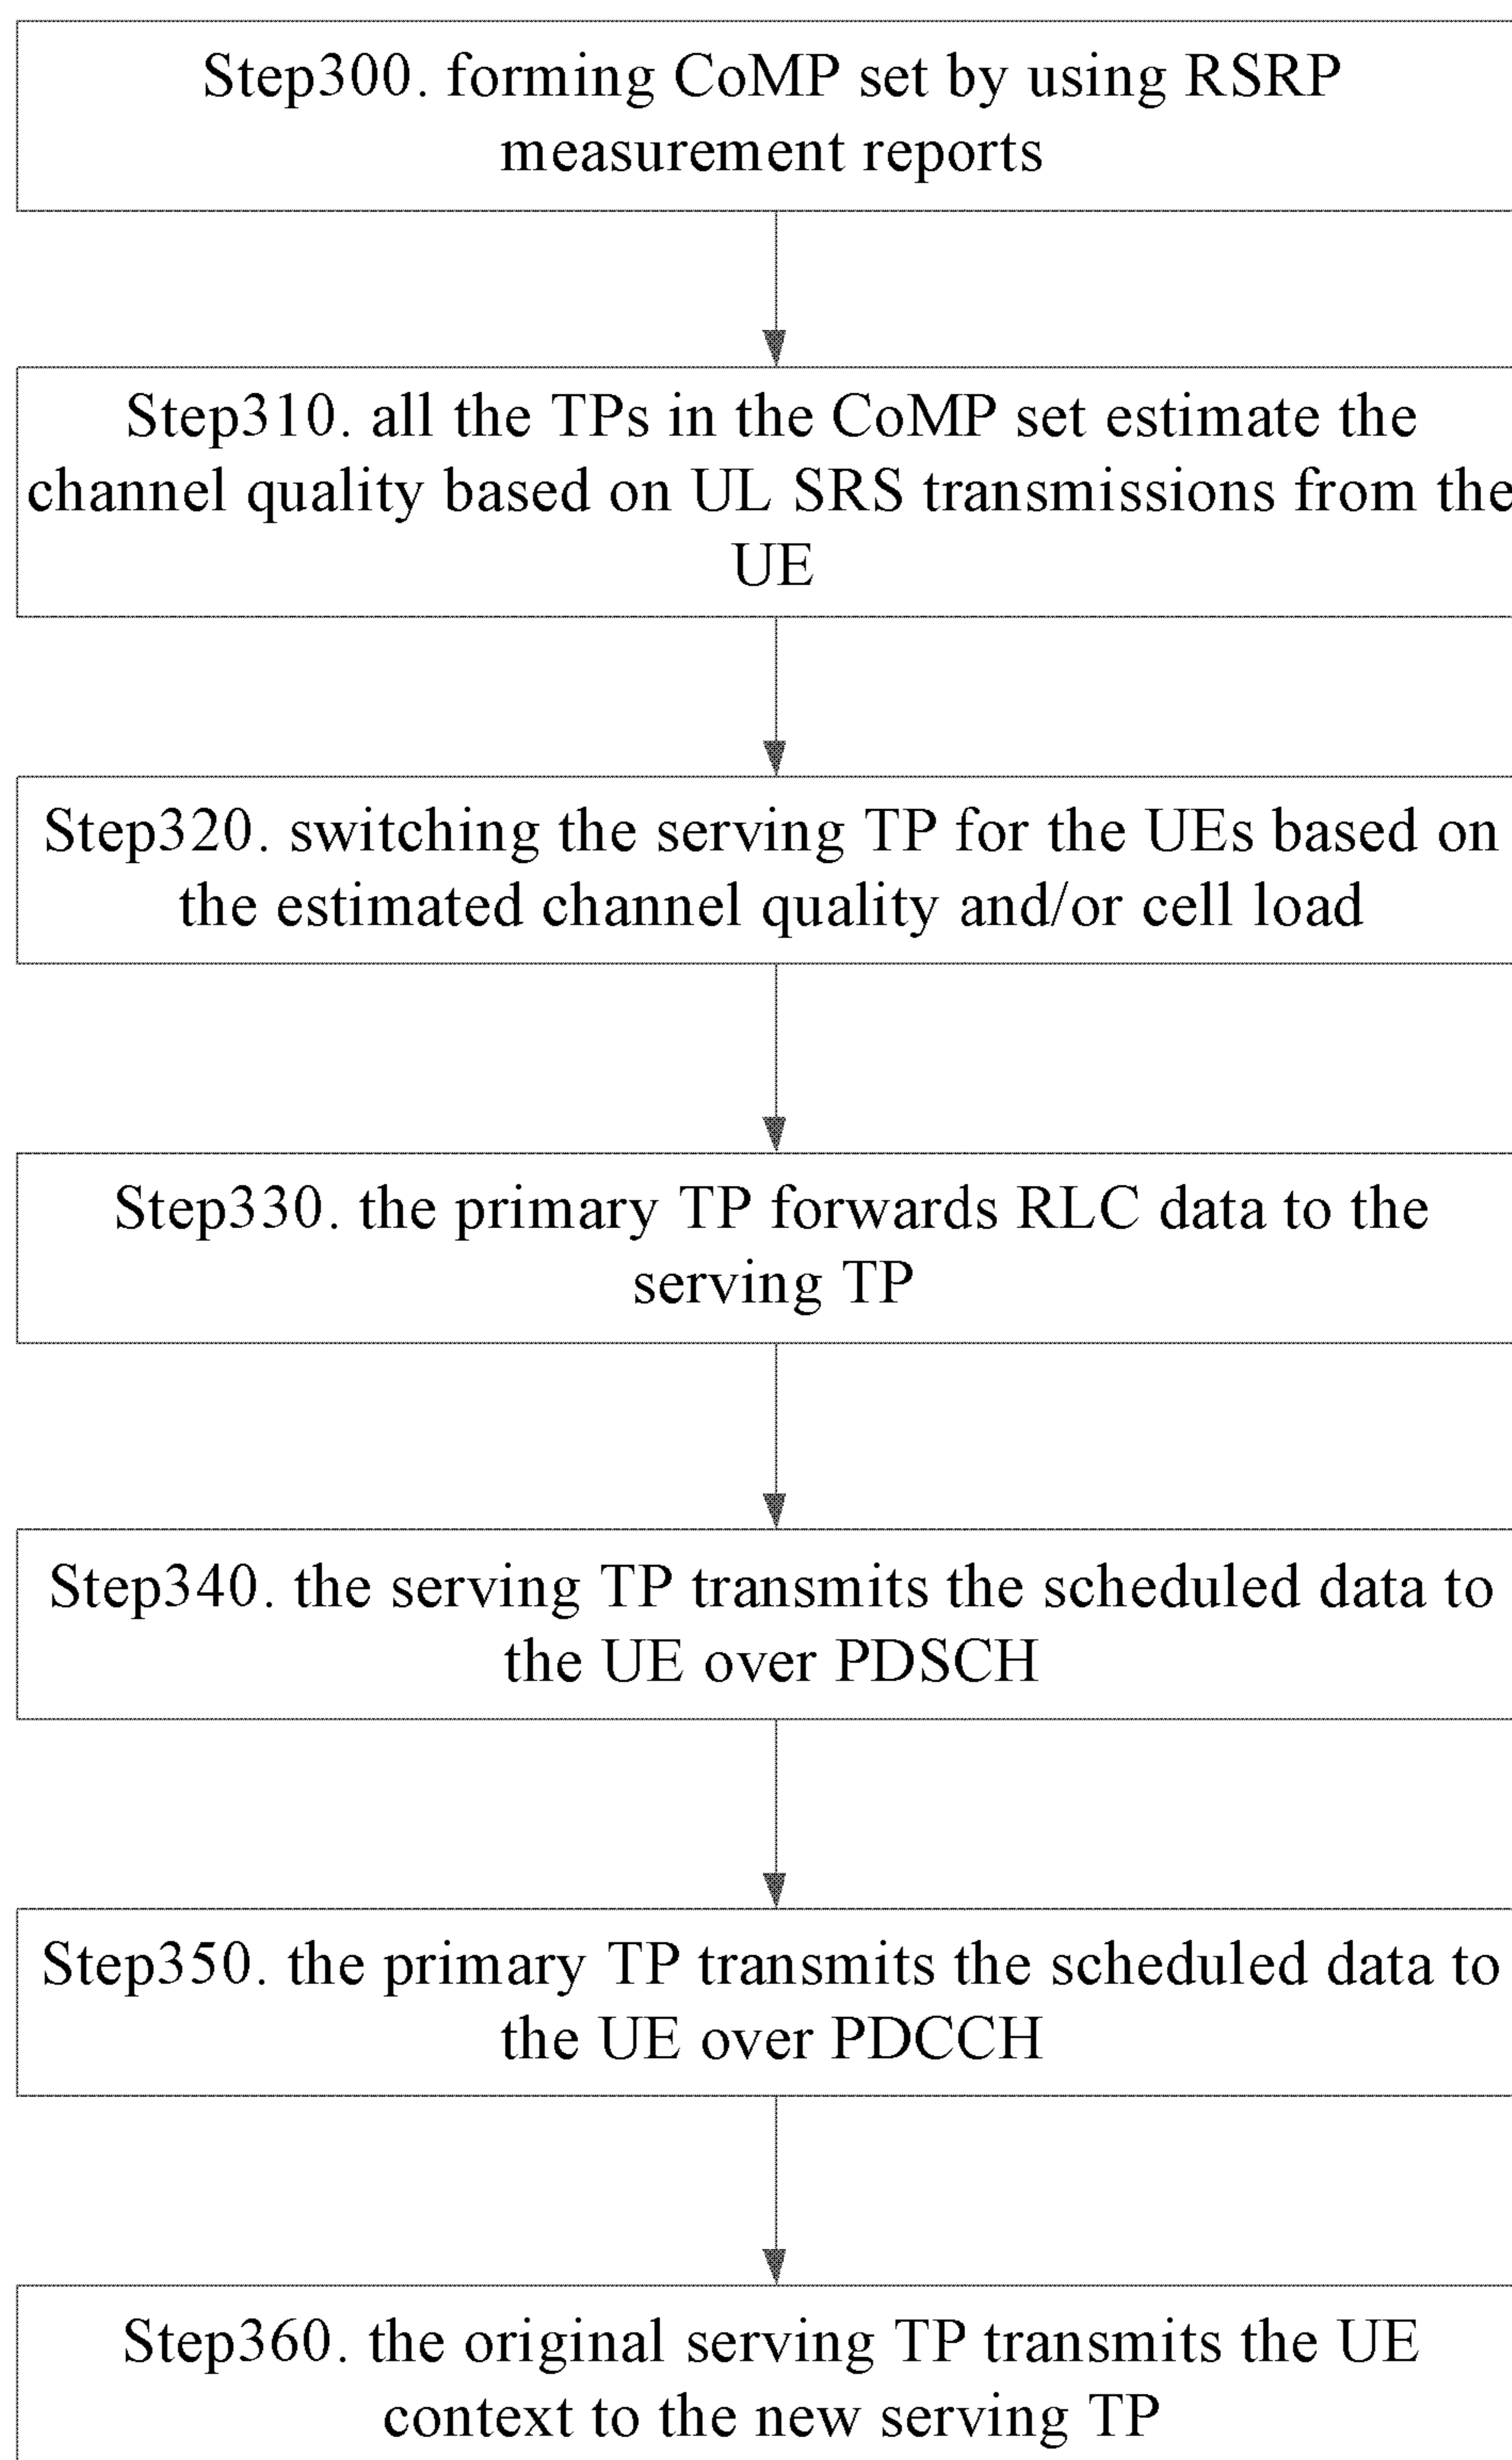 Step300. forming CoMP set by using RSRP
measurement reports
Step310. all the TPs in the CoMP set estimate the
channel quality based on UL SRS transmissions from the
UE
Step320. switching the serving TP for the UEs based on
the estimated channel quality and/or cell load
Step330. the primary TP forwards RLC data to the
serving TP
Step340. the serving TP transmits the scheduled data to
the UE over PDSCH
Step350. the primary TP transmits the scheduled data to
the UE over PDCCH
Step360. the original serving TP transmits the UE
context to the new serving TP